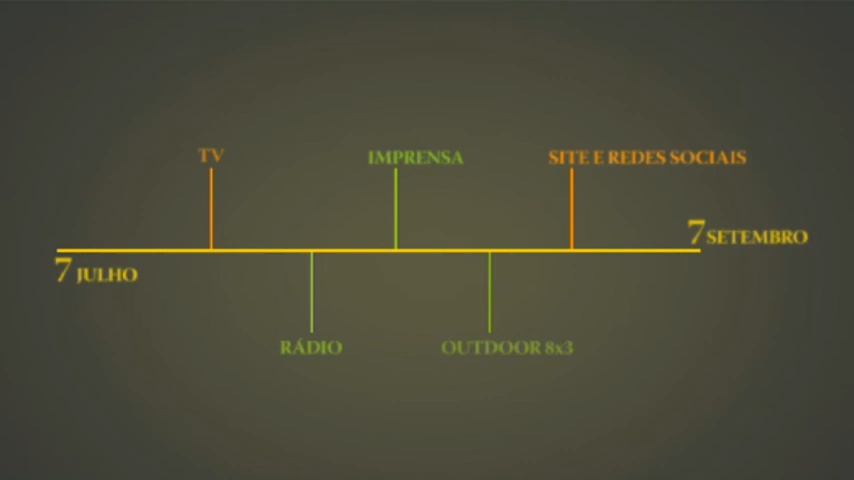 TV
IMPRENSA
SITE E REDES SOCIAIS
7 SETEMBRO
7 JULHO
RÁDIO
OUTDOOR 8x3